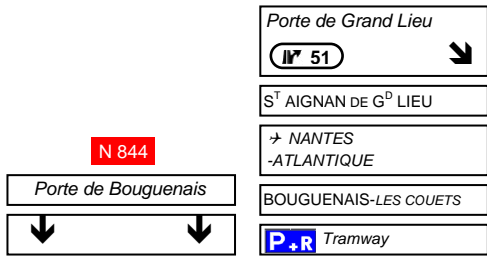 Porte de Grand Lieu
51
Sᵀ AIGNAN DE Gᴰ LIEU
NANTES
-ATLANTIQUE
BOUGUENAIS-LES COUETS
P+R Tramway
N 844
Porte de Bouguenais